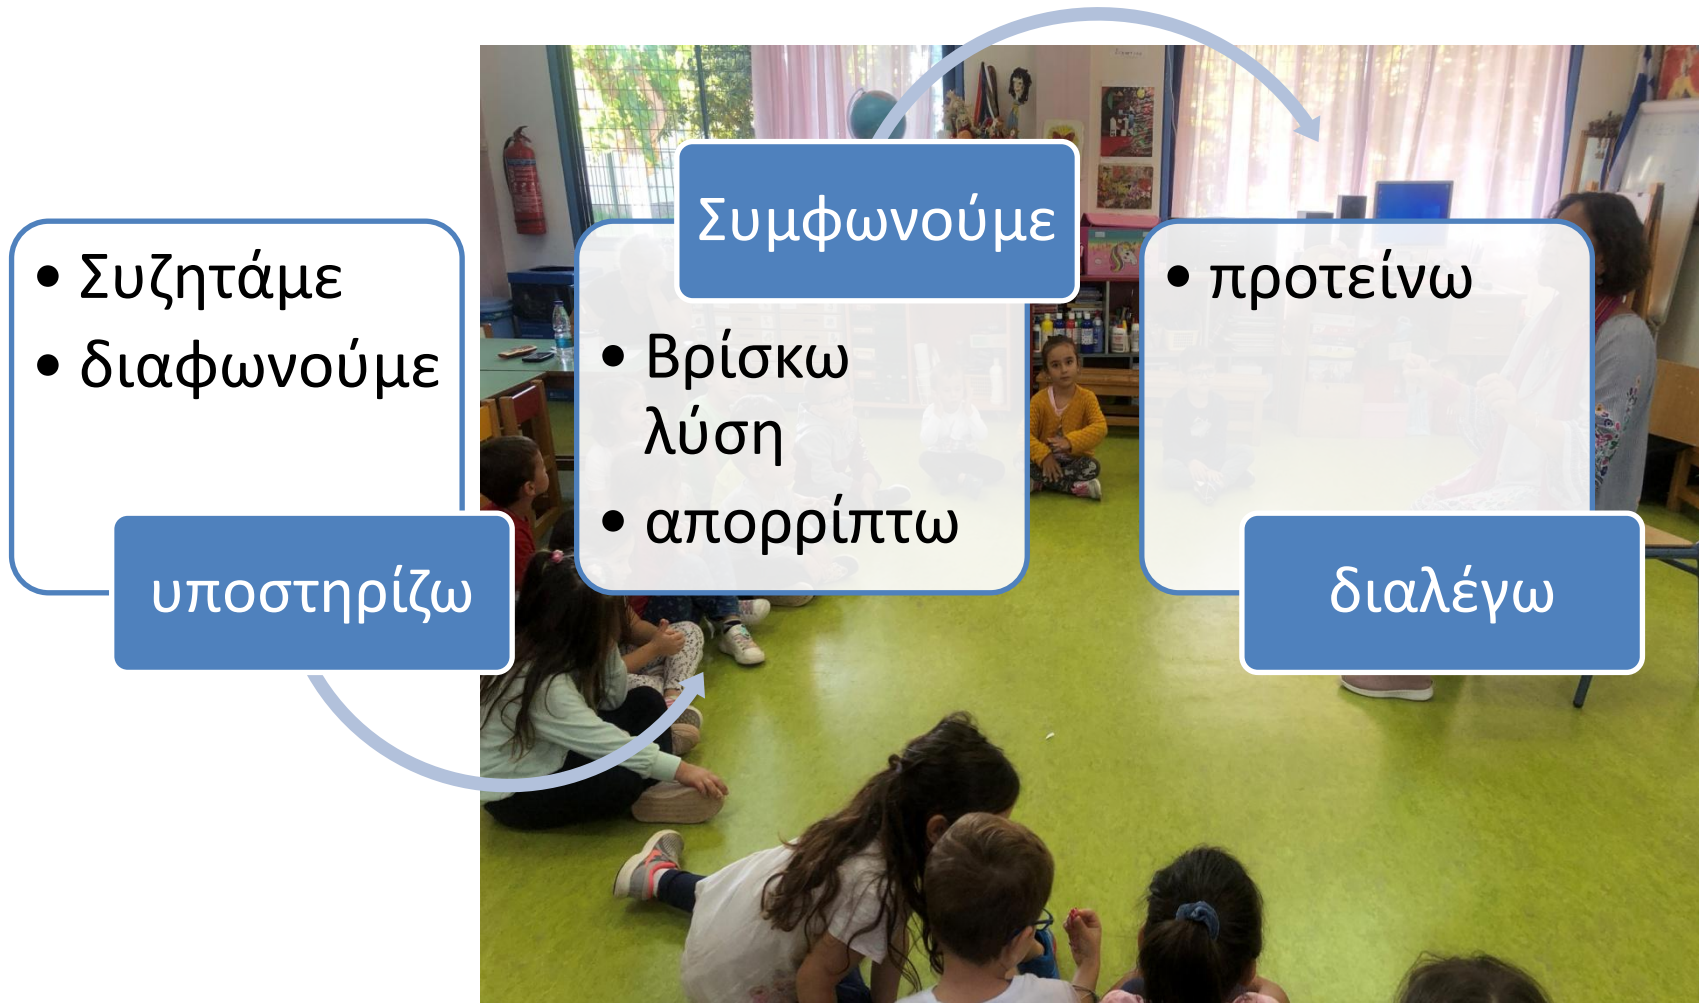 • Συζητάμε
• διαφωνούμε
υποστηρίζω
Συμφωνούμε
• Βρίσκω
λύση
• απορρίπτω
• προτείνω
διαλέγω